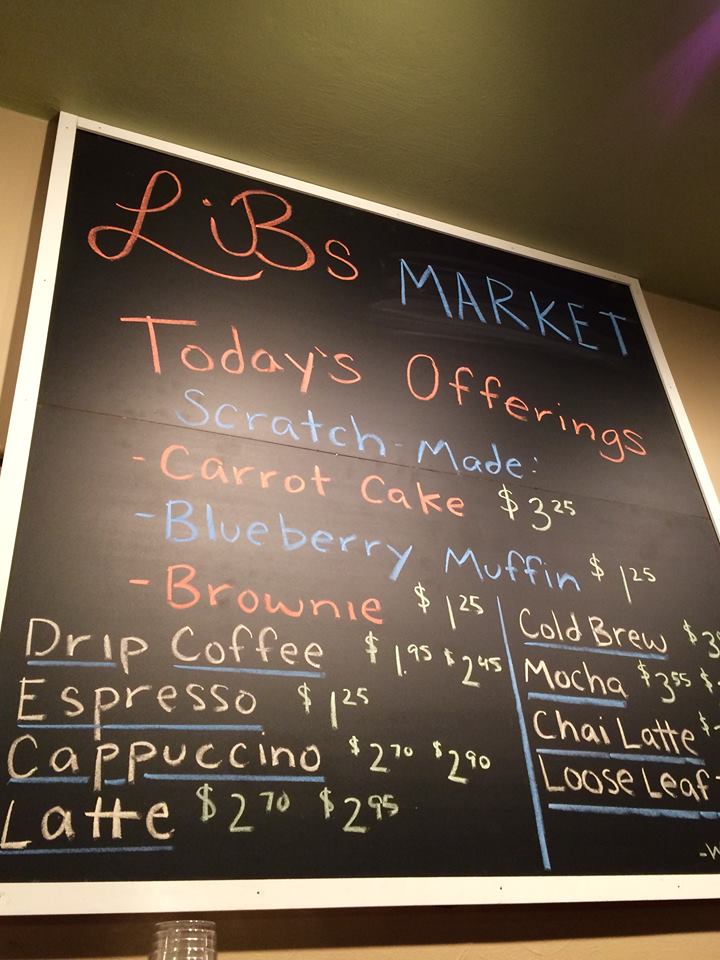 LiBs MARKET
Today's Offerings
Scratch-Made:
- Carrot Cake $3.25
- Blueberry Muffin $1.25
- Brownie $1.25
Drip Coffee $1.95 $2.45
Espresso $1.25
Cappuccino $2.70 $2.90
Latte $2.70 $2.95
Cold Brew $3
Mocha $3.55 $
Chai Latte $
Loose Leaf